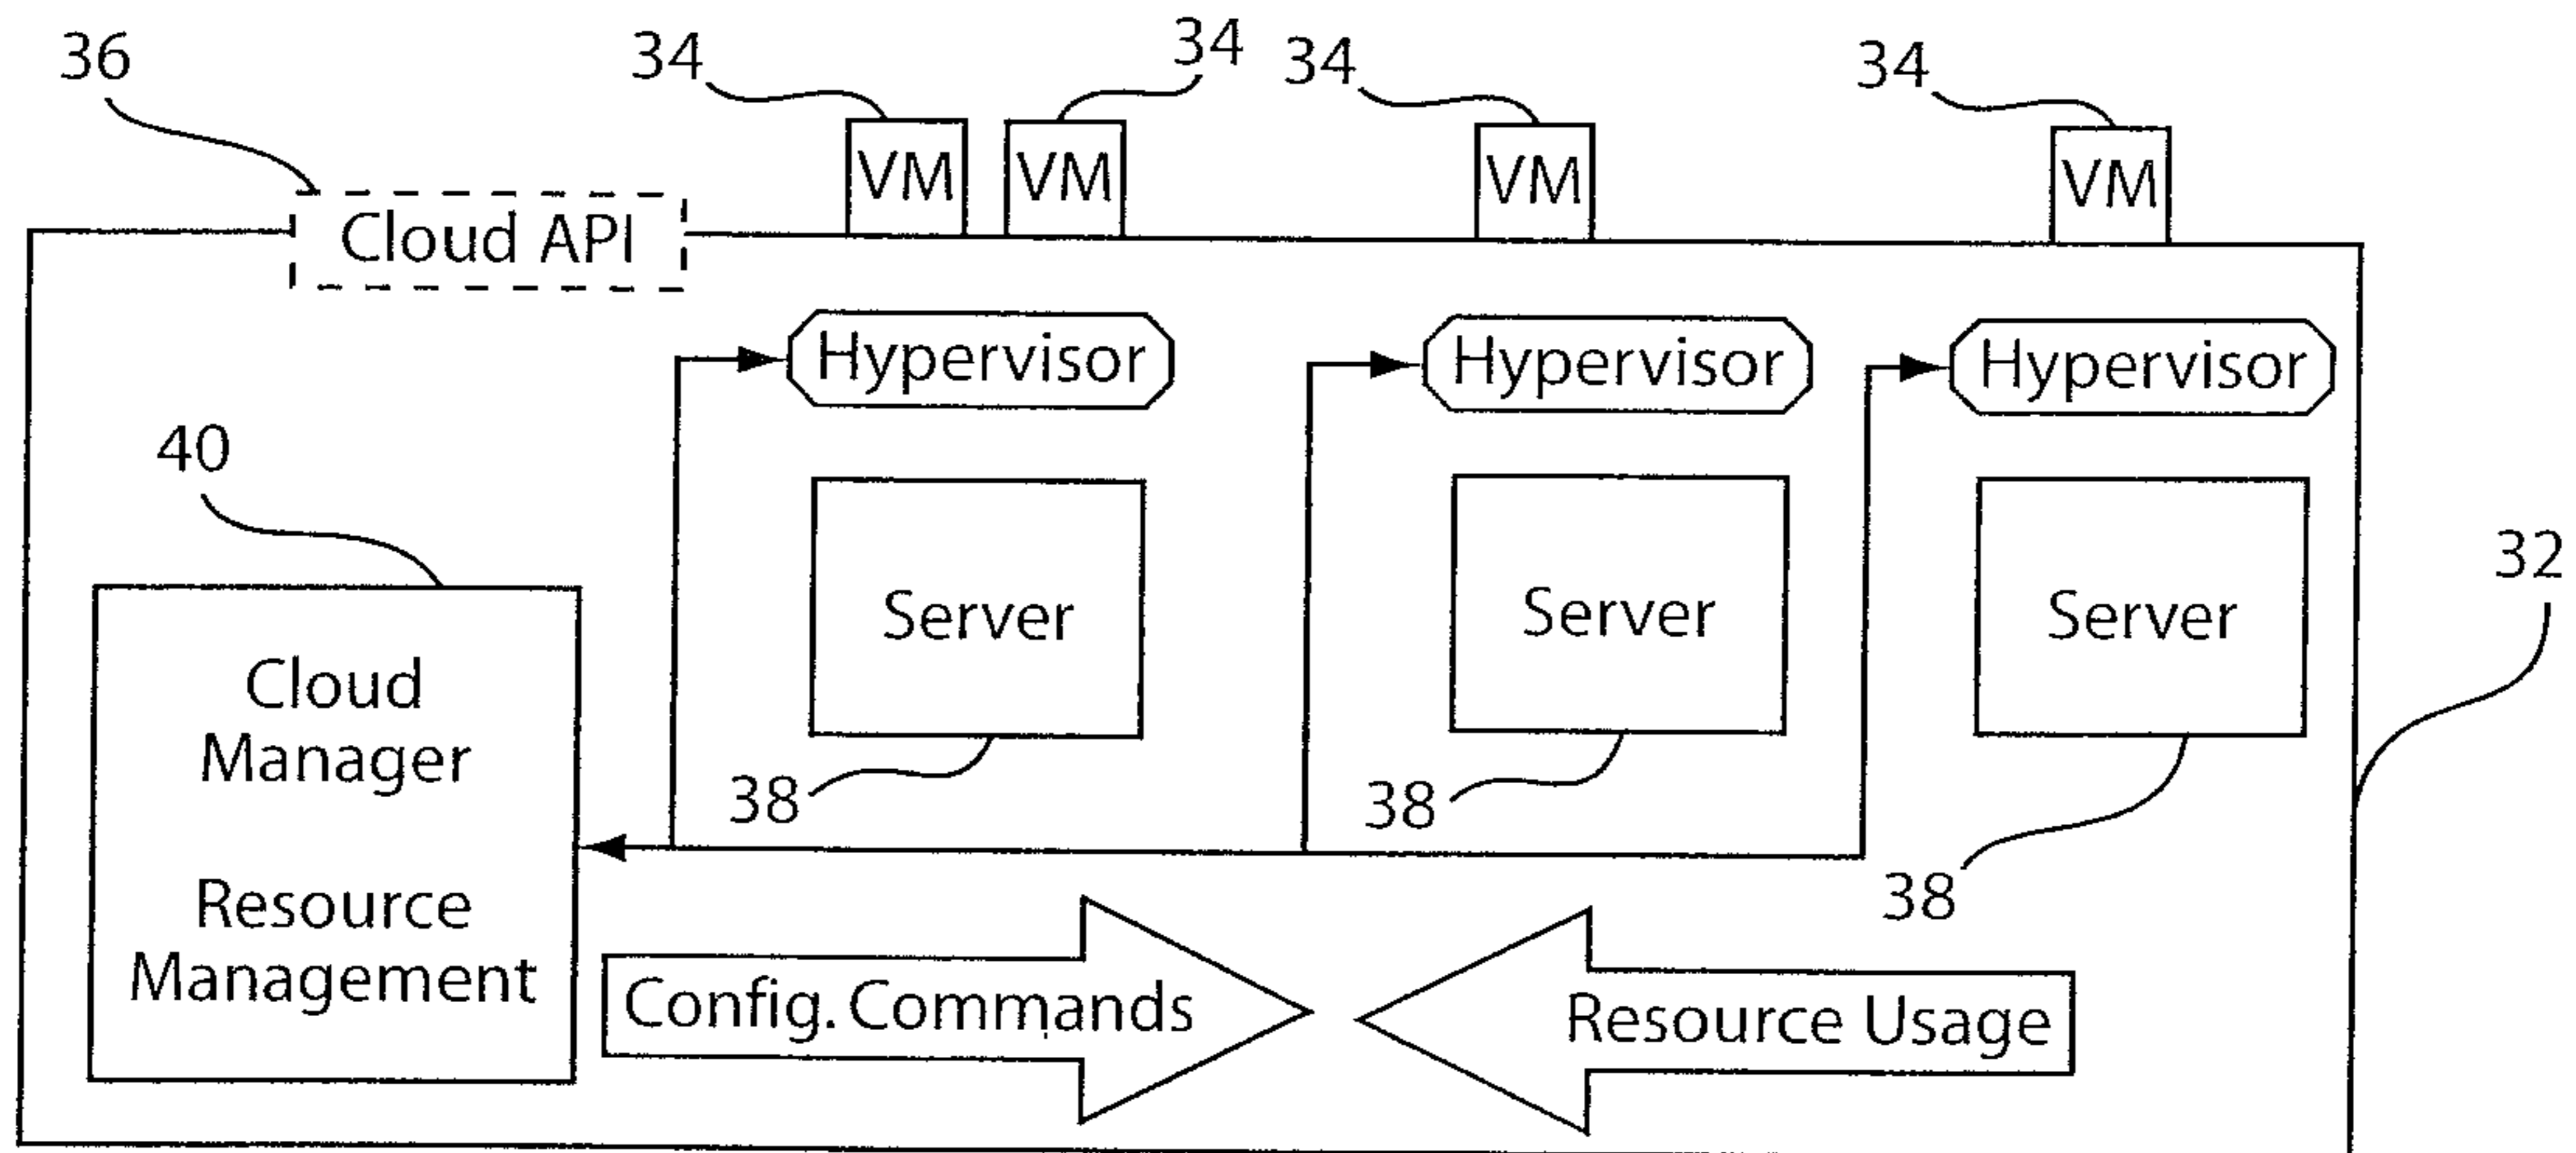 36
34
34
34
34
VM
VM
VM
VM
Cloud API
Hypervisor
Hypervisor
Hypervisor
40
32
Server
Server
Server
Cloud
Manager
38
38
38
Resource
Management
Config. Commands
Resource Usage